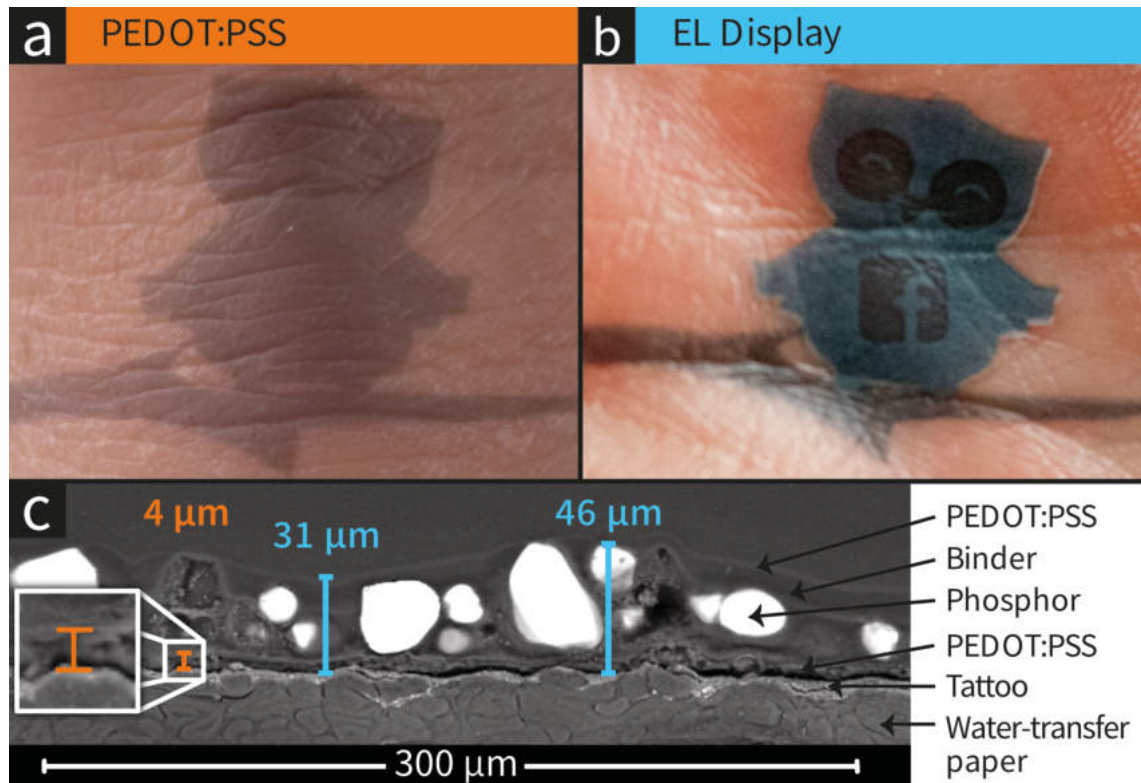 a PEDOT:PSS
b EL Display
f
c
4 µm
31 µm
46 µm
PEDOT:PSS
Binder
Phosphor
PEDOT:PSS
Tattoo
Water-transfer
paper
300 µm